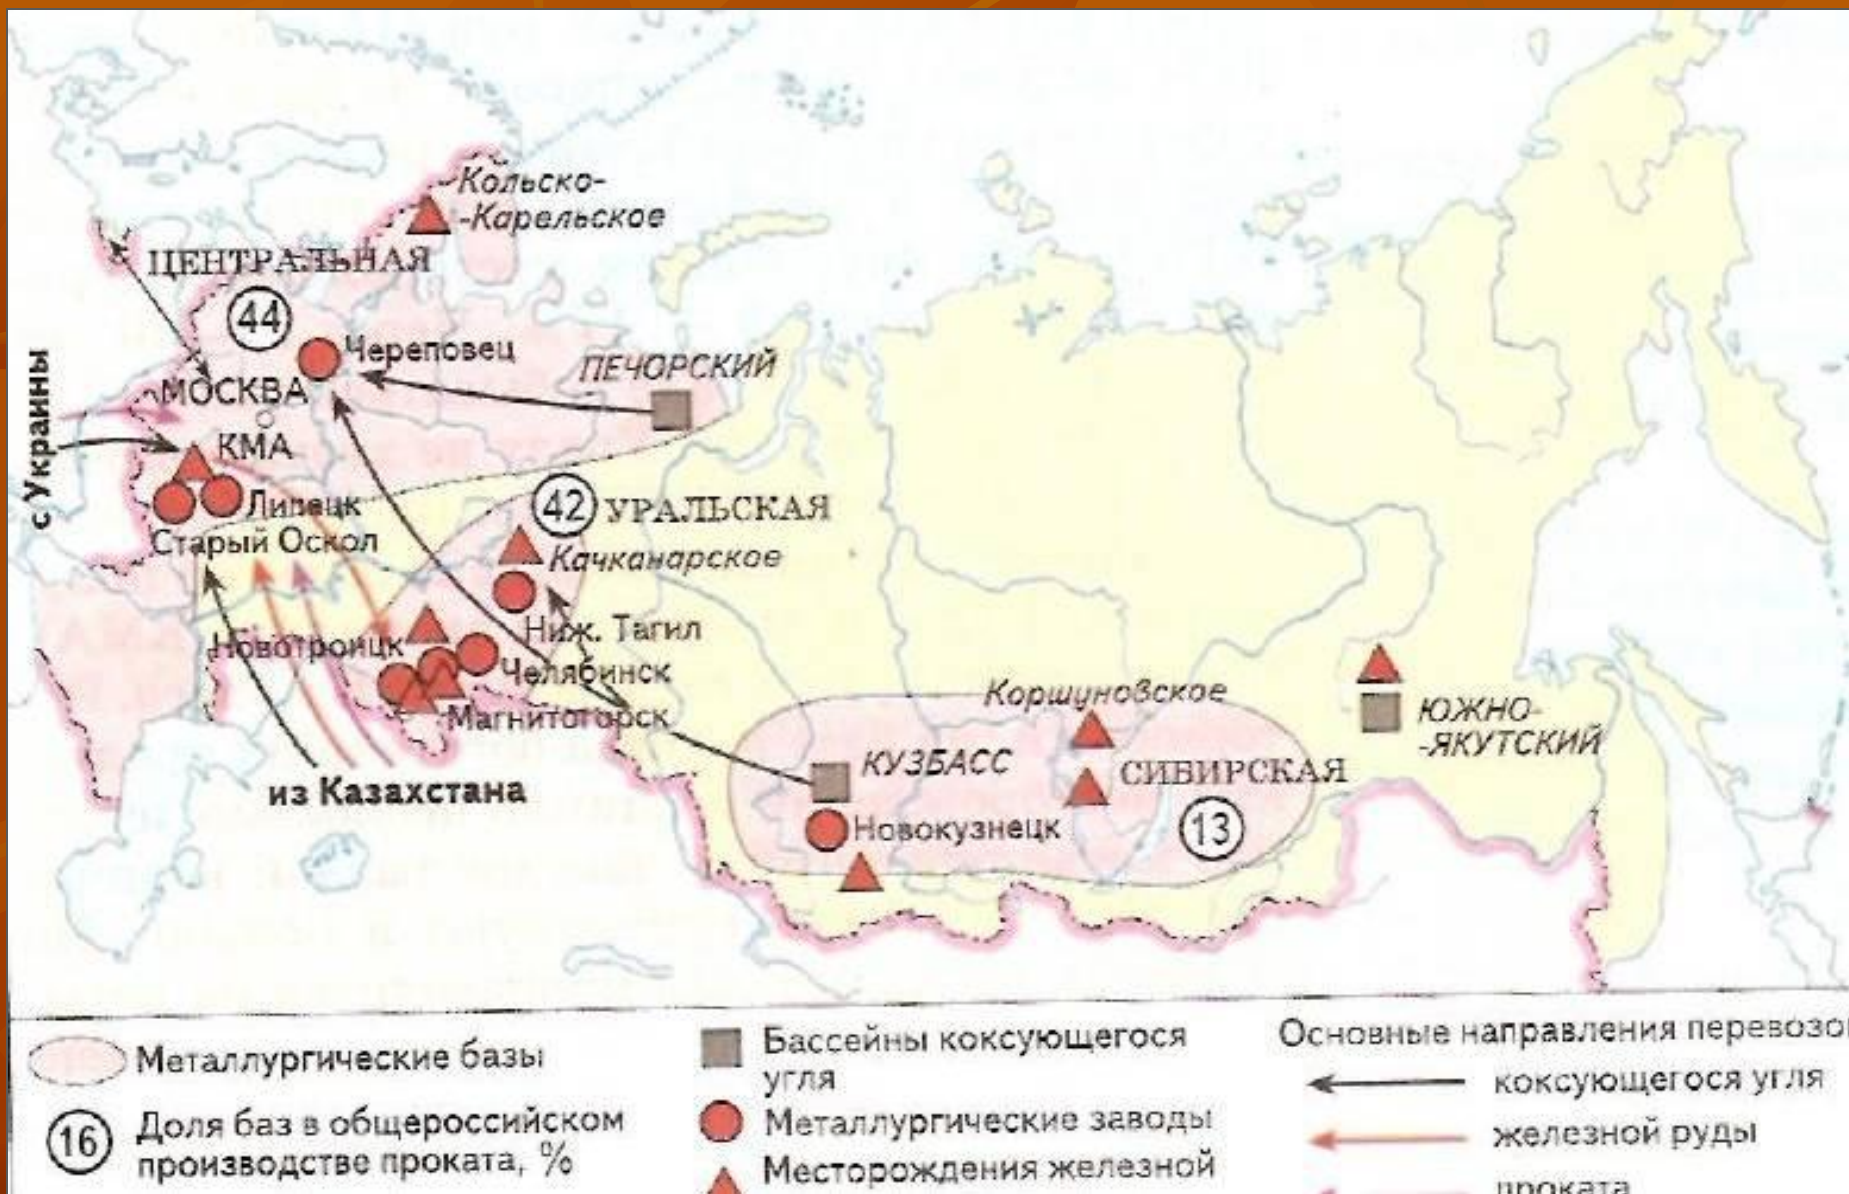 Кольско-
-Карельское
ЦЕНТРАЛЬНАЯ
44
Череповец
ПЕЧОРСКИЙ
МОСКВА
с Украины
КМА
Липецк
Старый Оскол
42 УРАЛЬСКАЯ
Качканарское
Ниж. Тагил
Новотроицк
Челябинск
Магнитогорск
из Казахстана
Коршуновское
КУЗБАСС
СИБИРСКАЯ
13
Новокузнецк
ЮЖНО-
-ЯКУТСКИЙ
Металлургические базы
16 Доля баз в общероссийском
производстве проката, %
Бассейны коксующегося
угля
Металлургические заводы
Месторождения железной
Основные направления перевозо
коксующегося угля
железной руды
проката